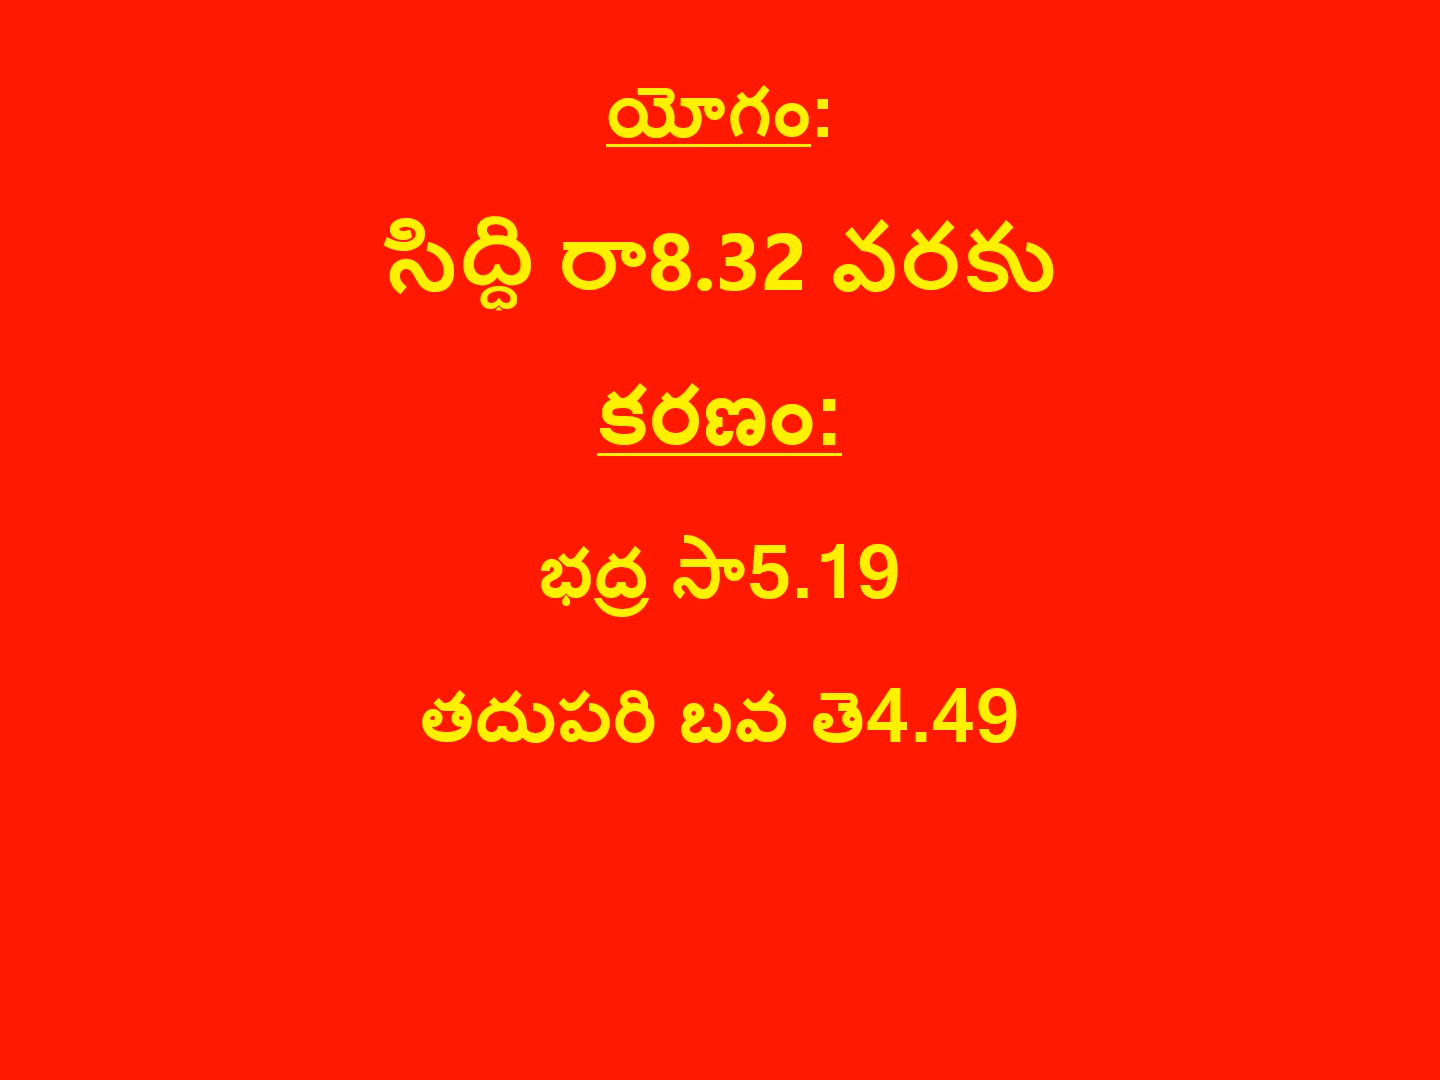 యోగం:
సిద్ధి రా8.32 వరకు
కరణం:
భద్ర సా5.19
తదుపరి బవ తె4.49